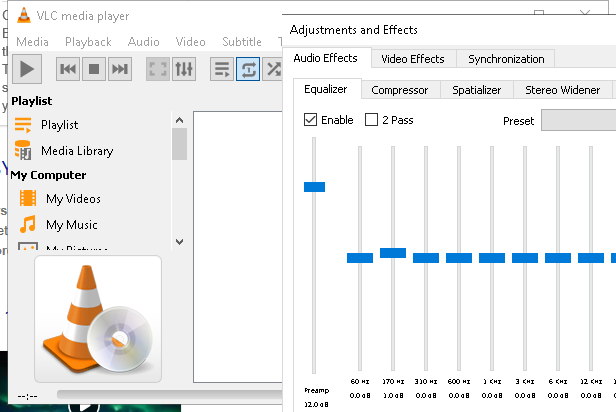 VLC media player
Media Playback Audio Video Subtitle
Playlist
Playlist
Media Library
My Computer
My Videos
My Music
My Pictures
--:--
Adjustments and Effects
Audio Effects Video Effects Synchronization
Equalizer Compressor Spatializer Stereo Widener
Enable 2 Pass Preset
60 Hz 170 Hz 310 Hz 600 Hz 1 KHz 3 KHz 6 KHz 12 KHz
Preamp 0.0 dB 1.0 dB 0.0 dB 0.0 dB 0.0 dB 0.0 dB 0.0 dB 0.0 dB
12.0 dB